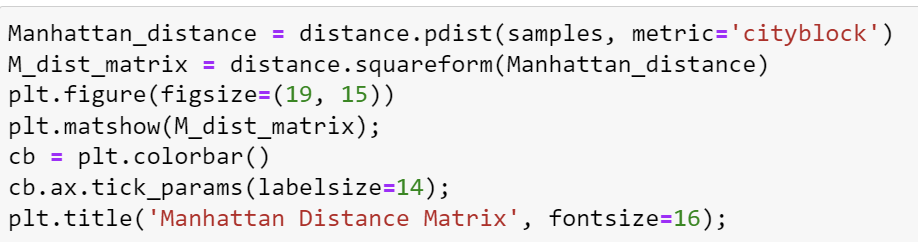 Manhattan_distance = distance.pdist(samples, metric='cityblock')
M_dist_matrix = distance.squareform(Manhattan_distance)
plt.figure(figsize=(19, 15))
plt.matshow(M_dist_matrix);
cb = plt.colorbar()
cb.ax.tick_params(labelsize=14);
plt.title('Manhattan Distance Matrix', fontsize=16);